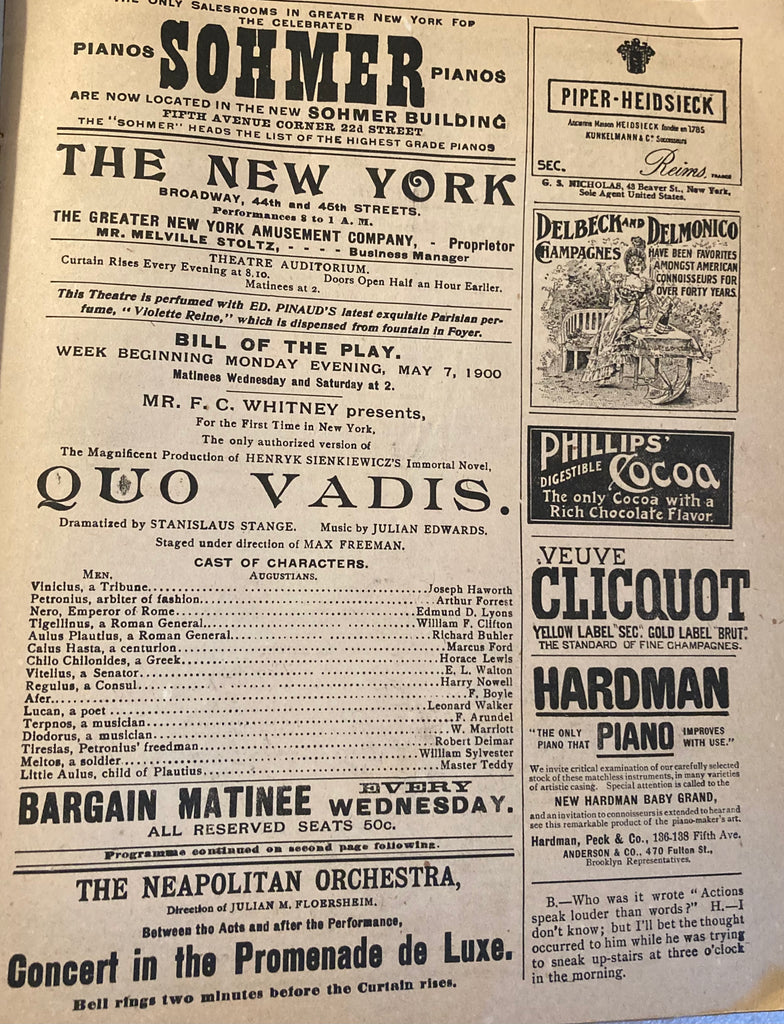 THE ONLY SALESROOMS IN GREATER NEW YORK FOR
THE CELEBRATED
PIANOS SOHMER PIANOS
ARE NOW LOCATED IN THE NEW SOHMER BUILDING
FIFTH AVENUE CORNER 22d STREET
THE "SOHMER" HEADS THE LIST OF THE HIGHEST GRADE PIANOS
THE NEW YORK
BROADWAY, 44th and 45th STREETS.
Performances 8 to 1 A. M.
THE GREATER NEW YORK AMUSEMENT COMPANY, - Proprietor
MR. MELVILLE STOLTZ, - - - - Business Manager
THEATRE AUDITORIUM.
Curtain Rises Every Evening at 8.10. Doors Open Half an Hour Earlier.
Matinees at 2.
This Theatre is perfumed with ED. PINAUD'S latest exquisite Parisian per-
fume, "Violette Reine," which is dispensed from fountain in Foyer.
BILL OF THE PLAY.
WEEK BEGINNING MONDAY EVENING, MAY 7, 1900
Matinees Wednesday and Saturday at 2.
MR. F. C. WHITNEY presents,
For the First Time in New York,
The only authorized version of
The Magnificent Production of HENRYK SIENKIEWICZ'S Immortal Novel,
QUO VADIS.
Dramatized by STANISLAUS STANGE. Music by JULIAN EDWARDS.
Staged under direction of MAX FREEMAN.
CAST OF CHARACTERS.
MEN. AUGUSTIANS.
Vinicius, a Tribune..........Joseph Haworth
Petronius, arbiter of fashion..........Arthur Forrest
Nero, Emperor of Rome..........Edmund D. Lyons
Tigellinus, a Roman General..........William F. Clifton
Aulus Plautius, a Roman General..........Richard Buhler
Caius Hasta, a centurion..........Marcus Ford
Chilo Chilonides, a Greek..........Horace Lewis
Vitellus, a Senator..........E. L. Walton
Regulus, a Consul..........Harry Nowell
Afer..........F. Boyle
Lucan, a poet..........Leonard Walker
Terpnos, a musician..........F. Arundel
Diodorus, a musician..........W. Marriott
Tiresias, Petronius' freedman..........Robert Delmar
Meltos, a soldier..........William Sylvester
Little Aulus, child of Plautius..........Master Teddy
BARGAIN MATINEE EVERY WEDNESDAY.
ALL RESERVED SEATS 50c.
Programme continued on second page following.
THE NEAPOLITAN ORCHESTRA,
Direction of JULIAN M. FLOERSHEIM.
Between the Acts and after the Performance,
Concert in the Promenade de Luxe.
Bell rings two minutes before the Curtain rises.
PIPER-HEIDSIECK
Ancienne Maison HEIDSIECK fondée en 1785
KUNKELMANN & Co Successeurs
SEC. Reims. FRANCE
G. S. NICHOLAS, 43 Beaver St., New York,
Sole Agent United States.
DELBECK AND DELMONICO
CHAMPAGNES HAVE BEEN FAVORITES
AMONGST AMERICAN
CONNOISSEURS FOR
OVER FORTY YEARS.
PHILLIPS'
DIGESTIBLE Cocoa
The only Cocoa with a
Rich Chocolate Flavor.
VEUVE
CLICQUOT
YELLOW LABEL "SEC". GOLD LABEL "BRUT".
THE STANDARD OF FINE CHAMPAGNES.
HARDMAN
"THE ONLY PIANO THAT PIANO IMPROVES WITH USE."
We invite critical examination of our carefully selected
stock of these matchless instruments, in many varieties
of artistic casing. Special attention is called to the
NEW HARDMAN BABY GRAND,
and an invitation to connoisseurs is extended to hear and
see this remarkable product of the piano-maker's art.
Hardman, Peck & Co., 136-138 Fifth Ave.
ANDERSON & CO., 470 Fulton St.,
Brooklyn Representatives.
B.—Who was it wrote "Actions
speak louder than words?" H.—I
don't know; but I'll bet the thought
occurred to him while he was trying
to sneak up-stairs at three o'clock
in the morning.